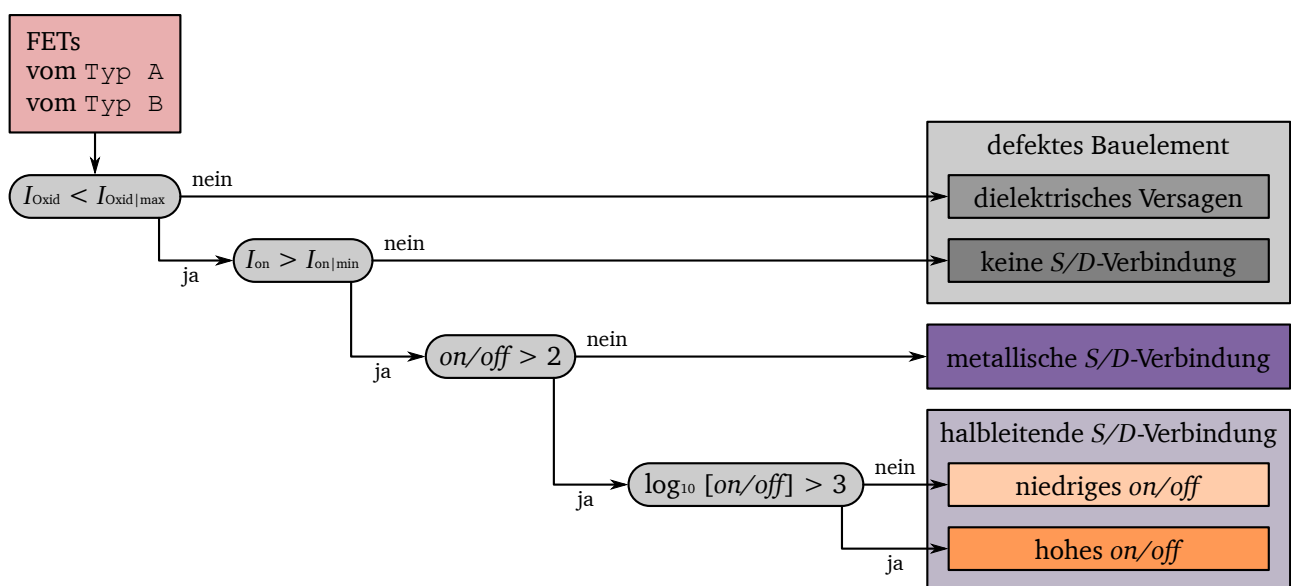 FETs
vom Typ A
vom Typ B
defektes Bauelement
I_Oxid < I_Oxid|max
nein
dielektrisches Versagen
ja
I_on > I_on|min
nein
keine S/D-Verbindung
ja
on/off > 2
nein
metallische S/D-Verbindung
halbleitende S/D-Verbindung
ja
log₁₀ [on/off] > 3
nein
niedriges on/off
ja
hohes on/off